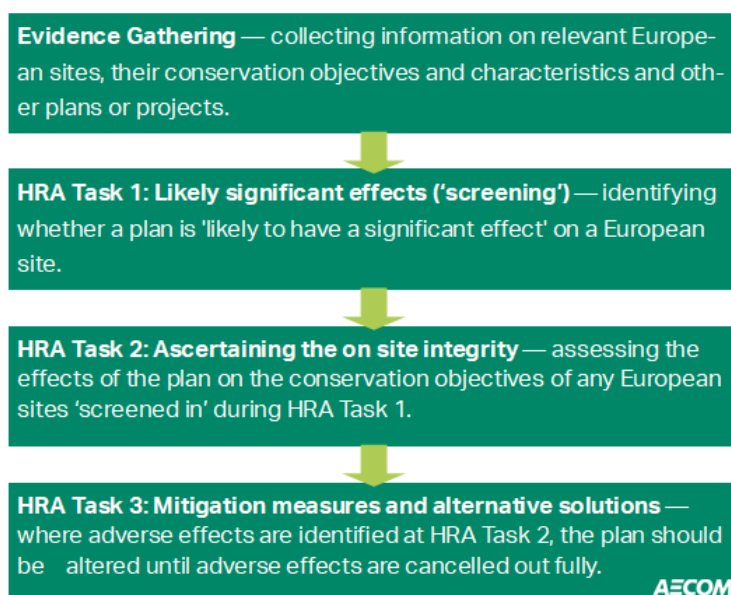 Evidence Gathering — collecting information on relevant Europe-
an sites, their conservation objectives and characteristics and oth-
er plans or projects.
HRA Task 1: Likely significant effects (‘screening’) — identifying
whether a plan is 'likely to have a significant effect' on a European
site.
HRA Task 2: Ascertaining the on site integrity — assessing the
effects of the plan on the conservation objectives of any European
sites ‘screened in’ during HRA Task 1.
HRA Task 3: Mitigation measures and alternative solutions —
where adverse effects are identified at HRA Task 2, the plan should
be altered until adverse effects are cancelled out fully.
AECOM